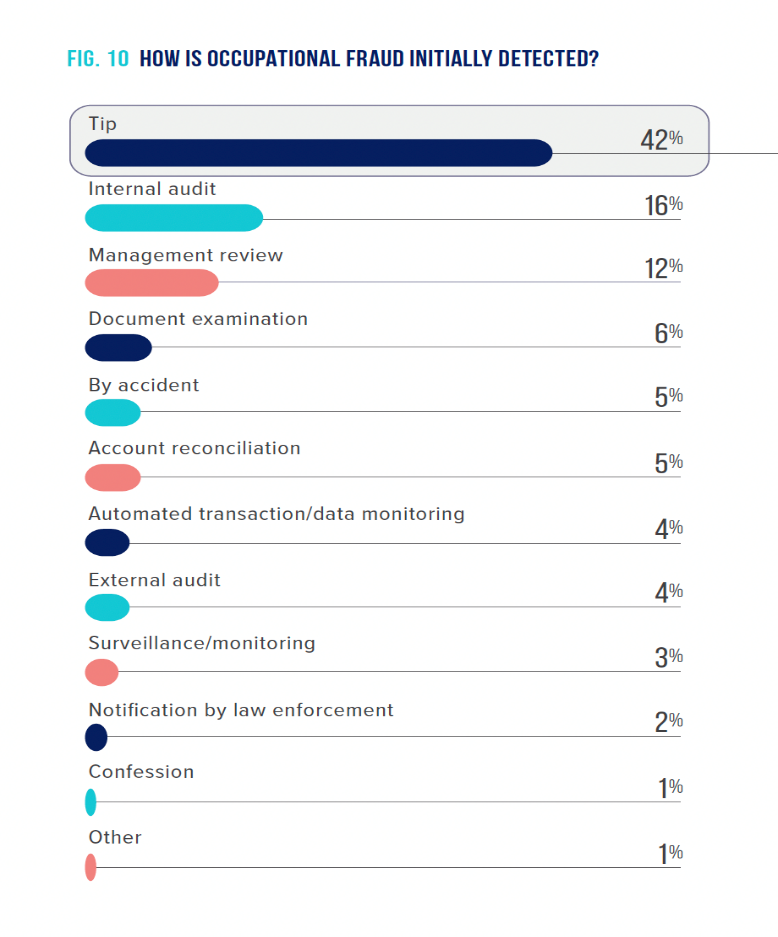 FIG. 10 HOW IS OCCUPATIONAL FRAUD INITIALLY DETECTED?
Tip
42%
Internal audit
16%
Management review
12%
Document examination
6%
By accident
5%
Account reconciliation
5%
Automated transaction/data monitoring
4%
External audit
4%
Surveillance/monitoring
3%
Notification by law enforcement
2%
Confession
1%
Other
1%